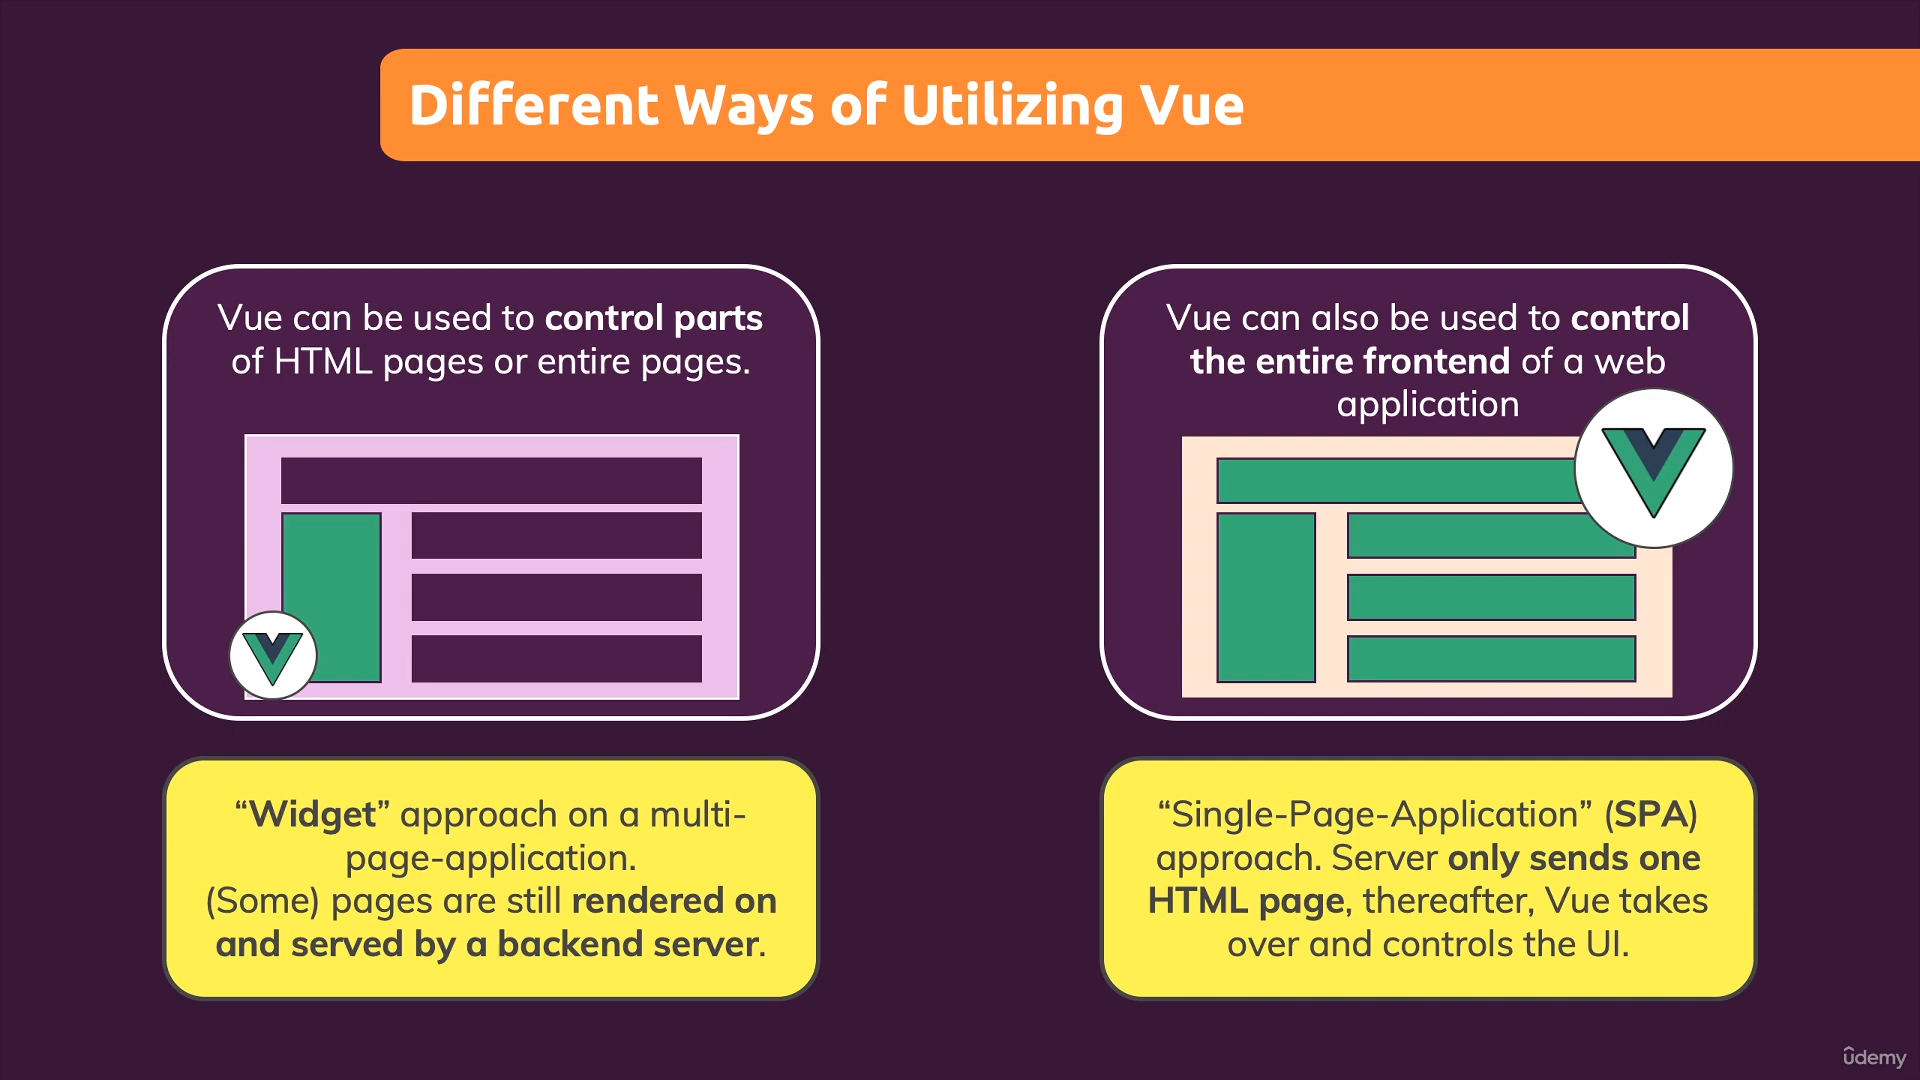 Different Ways of Utilizing Vue
Vue can be used to control parts
of HTML pages or entire pages.
“Widget” approach on a multi-
page-application.
(Some) pages are still rendered on
and served by a backend server.
Vue can also be used to control
the entire frontend of a web
application
“Single-Page-Application” (SPA)
approach. Server only sends one
HTML page, thereafter, Vue takes
over and controls the UI.
udemy